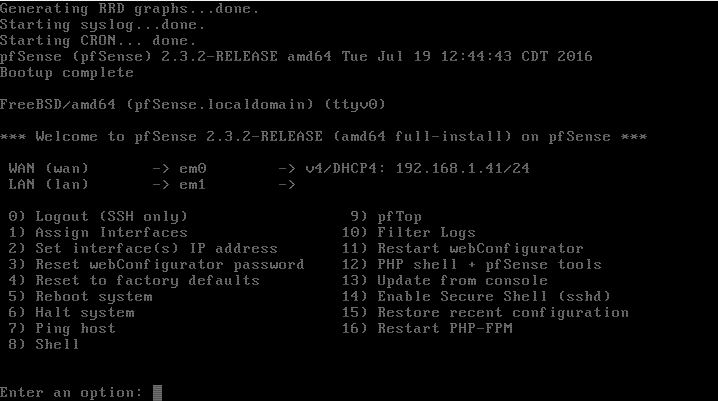 Generating RRD graphs...done.
Starting syslog...done.
Starting CRON... done.
pfSense (pfSense) 2.3.2-RELEASE amd64 Tue Jul 19 12:44:43 CDT 2016
Bootup complete
FreeBSD/amd64 (pfSense.localdomain) (ttyv0)
*** Welcome to pfSense 2.3.2-RELEASE (amd64 full-install) on pfSense ***
WAN (wan) -> em0 -> v4/DHCP4: 192.168.1.41/24
LAN (lan) -> em1 ->
0) Logout (SSH only) 9) pfTop
1) Assign Interfaces 10) Filter Logs
2) Set interface(s) IP address 11) Restart webConfigurator
3) Reset webConfigurator password 12) PHP shell + pfSense tools
4) Reset to factory defaults 13) Update from console
5) Reboot system 14) Enable Secure Shell (sshd)
6) Halt system 15) Restore recent configuration
7) Ping host 16) Restart PHP-FPM
8) Shell
Enter an option: